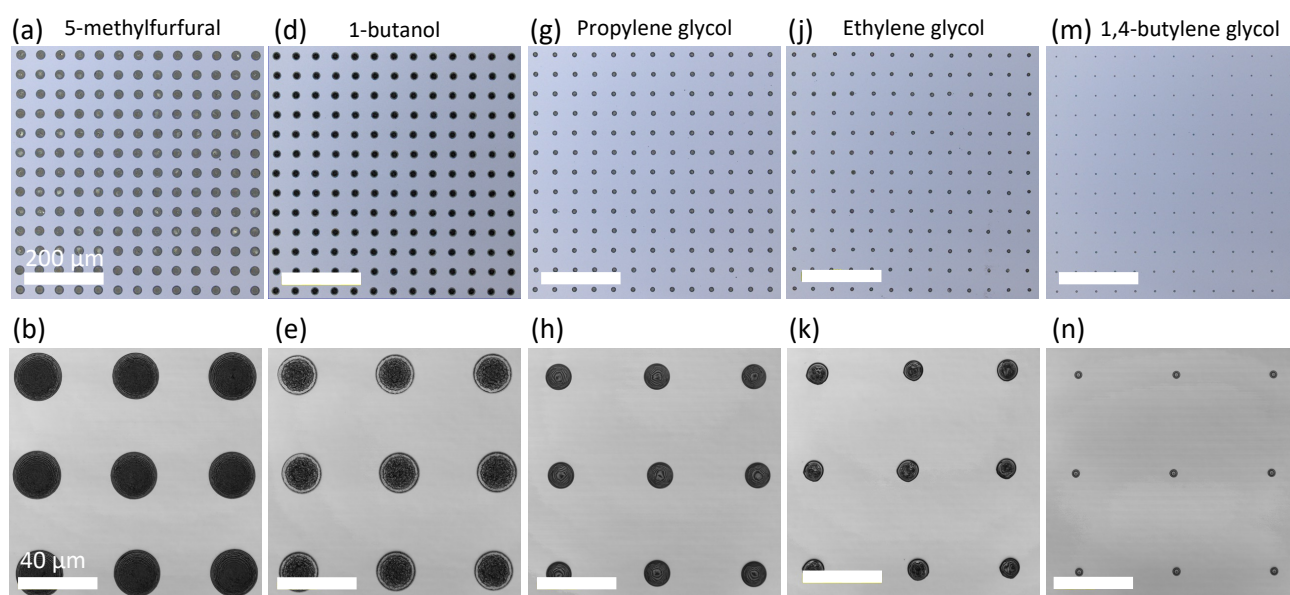 (a) 5-methylfurfural
(d) 1-butanol
(g) Propylene glycol
(j) Ethylene glycol
(m) 1,4-butylene glycol
200 µm
(b)
(e)
(h)
(k)
(n)
40 µm